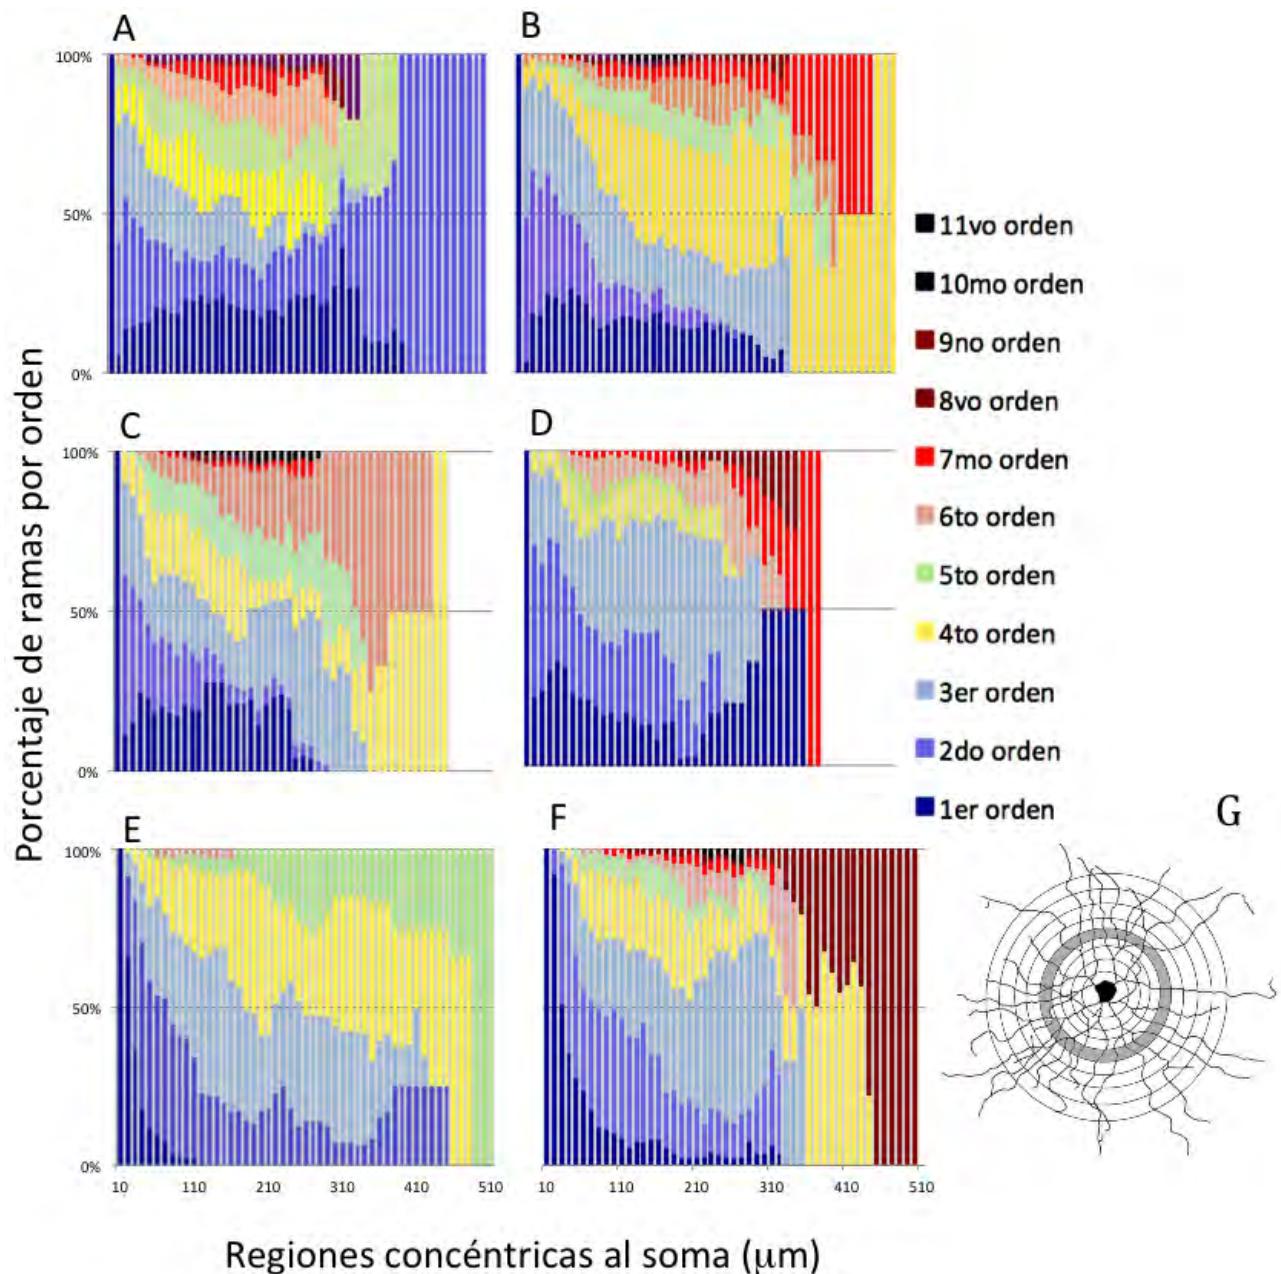 A
B
100%
50%
0%
C
D
100%
50%
0%
E
F
100%
50%
0%
10 110 210 310 410 510
10 110 210 310 410 510
Porcentaje de ramas por orden
Regiones concéntricas al soma (μm)
11vo orden
10mo orden
9no orden
8vo orden
7mo orden
6to orden
5to orden
4to orden
3er orden
2do orden
1er orden
G